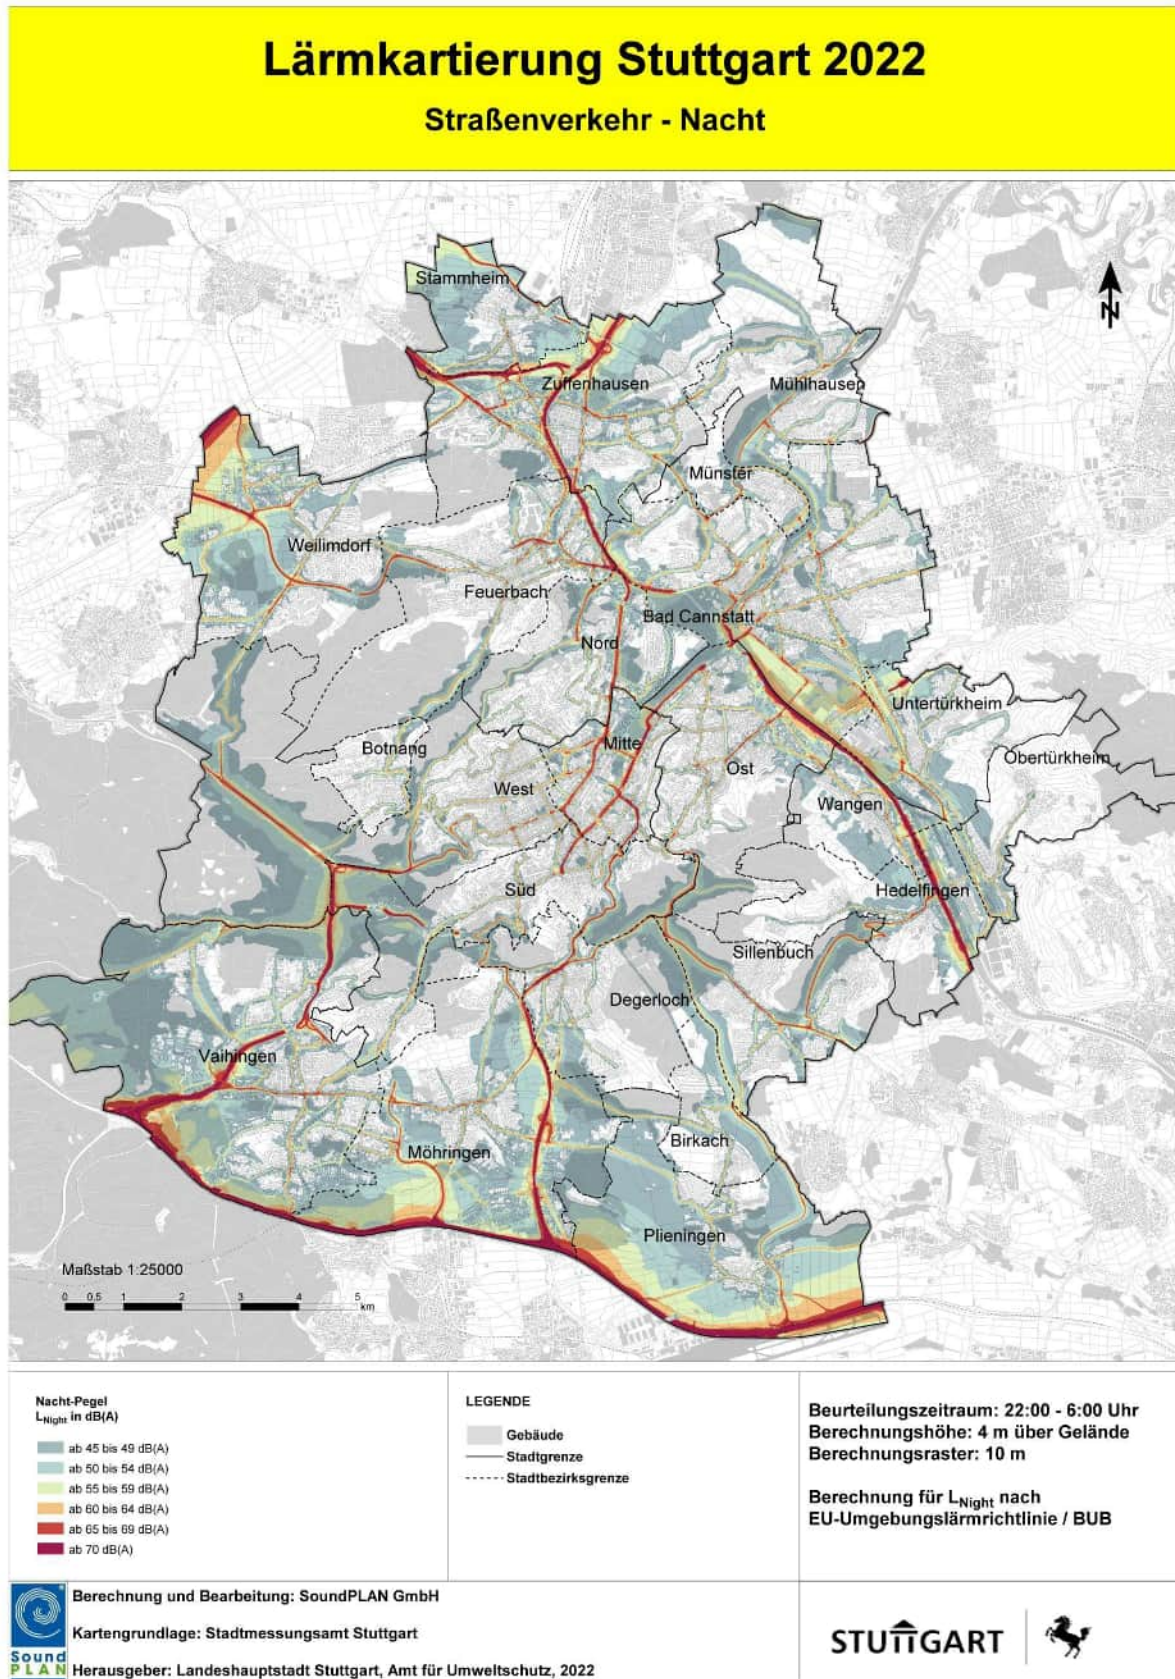 Lärmkartierung Stuttgart 2022
Straßenverkehr - Nacht
Stammheim
N
Zuffenhausen
Mühlhausen
Münster
Weilimdorf
Feuerbach
Bad Cannstatt
Nord
Untertürkheim
Botnang
Mitte
Obertürkheim
Ost
West
Wangen
Süd
Hedelfingen
Sillenbuch
Degerloch
Vaihingen
Birkach
Möhringen
Plieningen
Maßstab 1:25000
0 0,5 1 2 3 4 5
km
Nacht-Pegel
LNight in dB(A)
ab 45 bis 49 dB(A)
ab 50 bis 54 dB(A)
ab 55 bis 59 dB(A)
ab 60 bis 64 dB(A)
ab 65 bis 69 dB(A)
ab 70 dB(A)
LEGENDE
Gebäude
Stadtgrenze
Stadtbezirksgrenze
Beurteilungszeitraum: 22:00 - 6:00 Uhr
Berechnungshöhe: 4 m über Gelände
Berechnungsraster: 10 m
Berechnung für LNight nach
EU-Umgebungslärmrichtlinie / BUB
Sound
PLAN
Berechnung und Bearbeitung: SoundPLAN GmbH
Kartengrundlage: Stadtmessungsamt Stuttgart
Herausgeber: Landeshauptstadt Stuttgart, Amt für Umweltschutz, 2022
STUTTGART